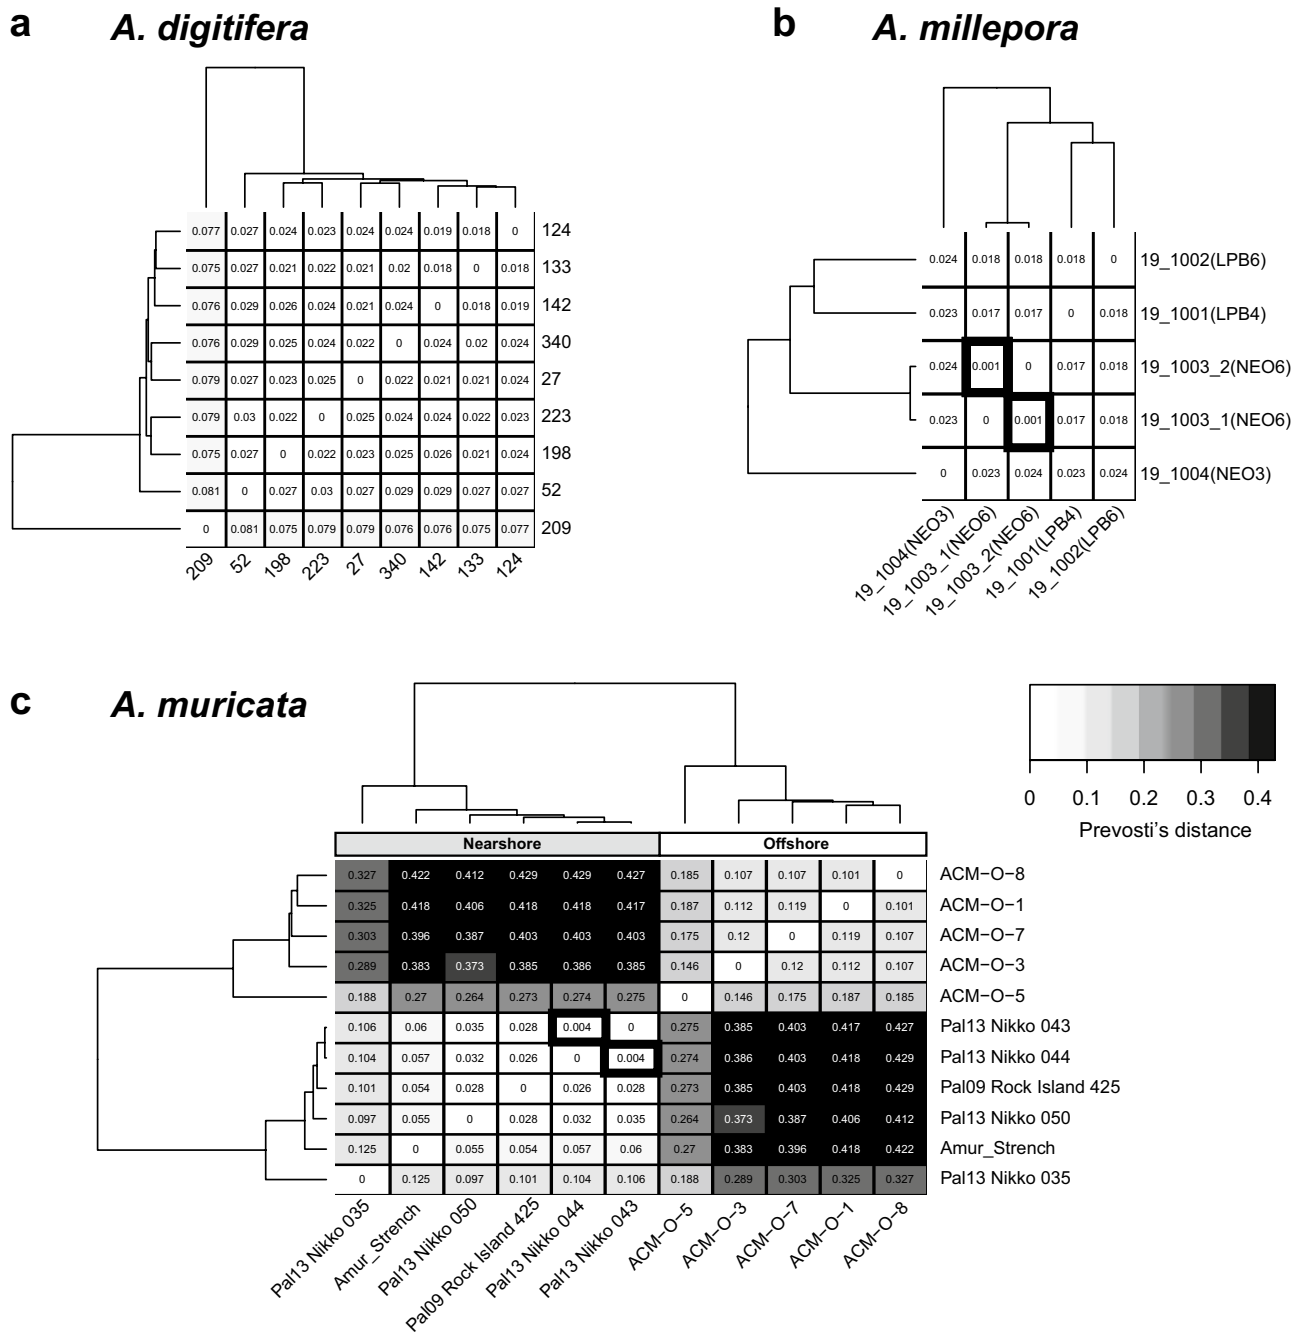 a A. digitifera
0.077 0.027 0.024 0.023 0.024 0.024 0.019 0.018 0 124
0.075 0.027 0.021 0.022 0.021 0.02 0.018 0 0.018 133
0.076 0.029 0.026 0.024 0.021 0.024 0 0.018 0.019 142
0.076 0.029 0.025 0.024 0.022 0 0.024 0.02 0.024 340
0.079 0.027 0.023 0.025 0 0.022 0.021 0.021 0.024 27
0.079 0.03 0.022 0 0.025 0.024 0.024 0.022 0.023 223
0.075 0.027 0 0.022 0.023 0.025 0.026 0.021 0.024 198
0.081 0 0.027 0.03 0.027 0.029 0.029 0.027 0.027 52
0 0.081 0.075 0.079 0.079 0.076 0.076 0.075 0.077 209
209 52 198 223 27 340 142 133 124
b A. millepora
0.024 0.018 0.018 0.018 0 19_1002(LPB6)
0.023 0.017 0.017 0 0.018 19_1001(LPB4)
0.024 0.001 0 0.017 0.018 19_1003_2(NEO6)
0.023 0 0.001 0.017 0.018 19_1003_1(NEO6)
0 0.023 0.024 0.023 0.024 19_1004(NEO3)
19_1004(NEO3)
19_1003_1(NEO6)
19_1003_2(NEO6)
19_1001(LPB4)
19_1002(LPB6)
c A. muricata
0 0.1 0.2 0.3 0.4
Prevosti's distance
Nearshore Offshore
0.327 0.422 0.412 0.429 0.429 0.427 0.185 0.107 0.107 0.101 0 ACM−O−8
0.325 0.418 0.406 0.418 0.418 0.417 0.187 0.112 0.119 0 0.101 ACM−O−1
0.303 0.396 0.387 0.403 0.403 0.403 0.175 0.12 0 0.119 0.107 ACM−O−7
0.289 0.383 0.373 0.385 0.386 0.385 0.146 0 0.12 0.112 0.107 ACM−O−3
0.188 0.27 0.264 0.273 0.274 0.275 0 0.146 0.175 0.187 0.185 ACM−O−5
0.106 0.06 0.035 0.028 0.004 0 0.275 0.385 0.403 0.417 0.427 Pal13 Nikko 043
0.104 0.057 0.032 0.026 0 0.004 0.274 0.386 0.403 0.418 0.429 Pal13 Nikko 044
0.101 0.054 0.028 0 0.026 0.028 0.273 0.385 0.403 0.418 0.429 Pal09 Rock Island 425
0.097 0.055 0 0.028 0.032 0.035 0.264 0.373 0.387 0.406 0.412 Pal13 Nikko 050
0.125 0 0.055 0.054 0.057 0.06 0.27 0.383 0.396 0.418 0.422 Amur_Strench
0 0.125 0.097 0.101 0.104 0.106 0.188 0.289 0.303 0.325 0.327 Pal13 Nikko 035
Pal13 Nikko 035
Amur_Strench
Pal13 Nikko 050
Pal09 Rock Island 425
Pal13 Nikko 044
Pal13 Nikko 043
ACM−O−5
ACM−O−3
ACM−O−7
ACM−O−1
ACM−O−8